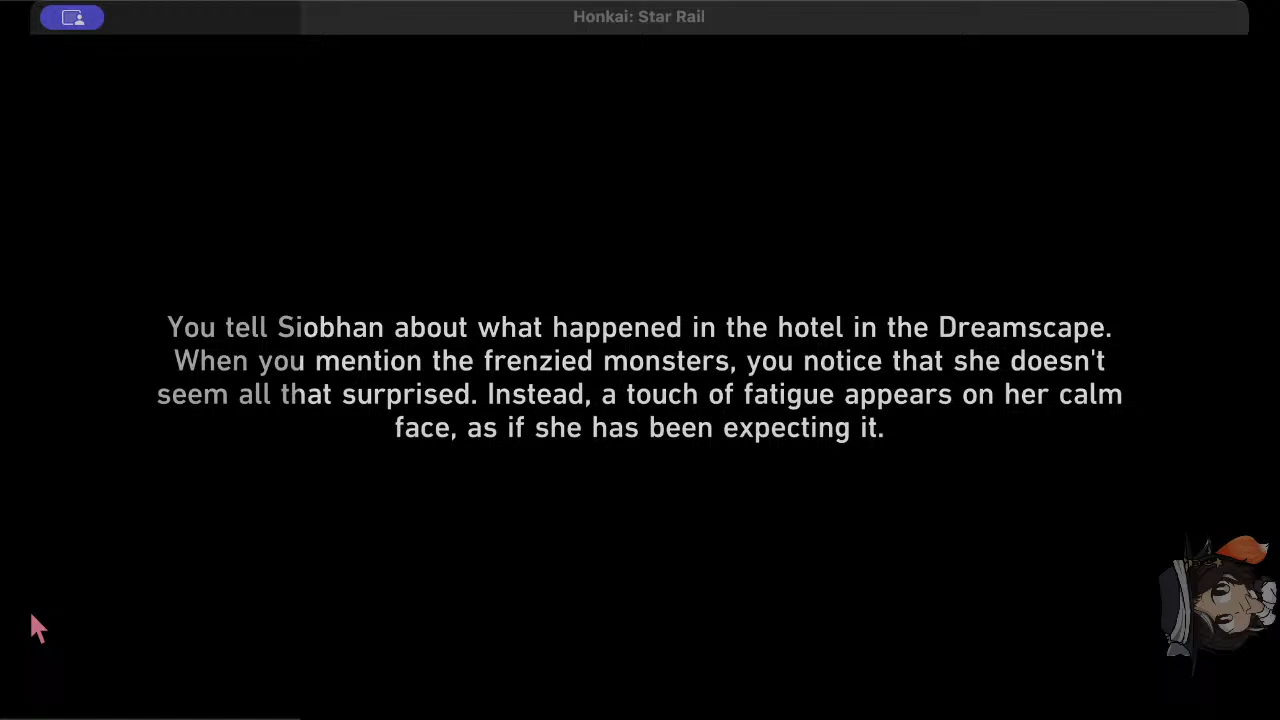 Honkai: Star Rail
You tell Siobhan about what happened in the hotel in the Dreamscape.
When you mention the frenzied monsters, you notice that she doesn't
seem all that surprised. Instead, a touch of fatigue appears on her calm
face, as if she has been expecting it.